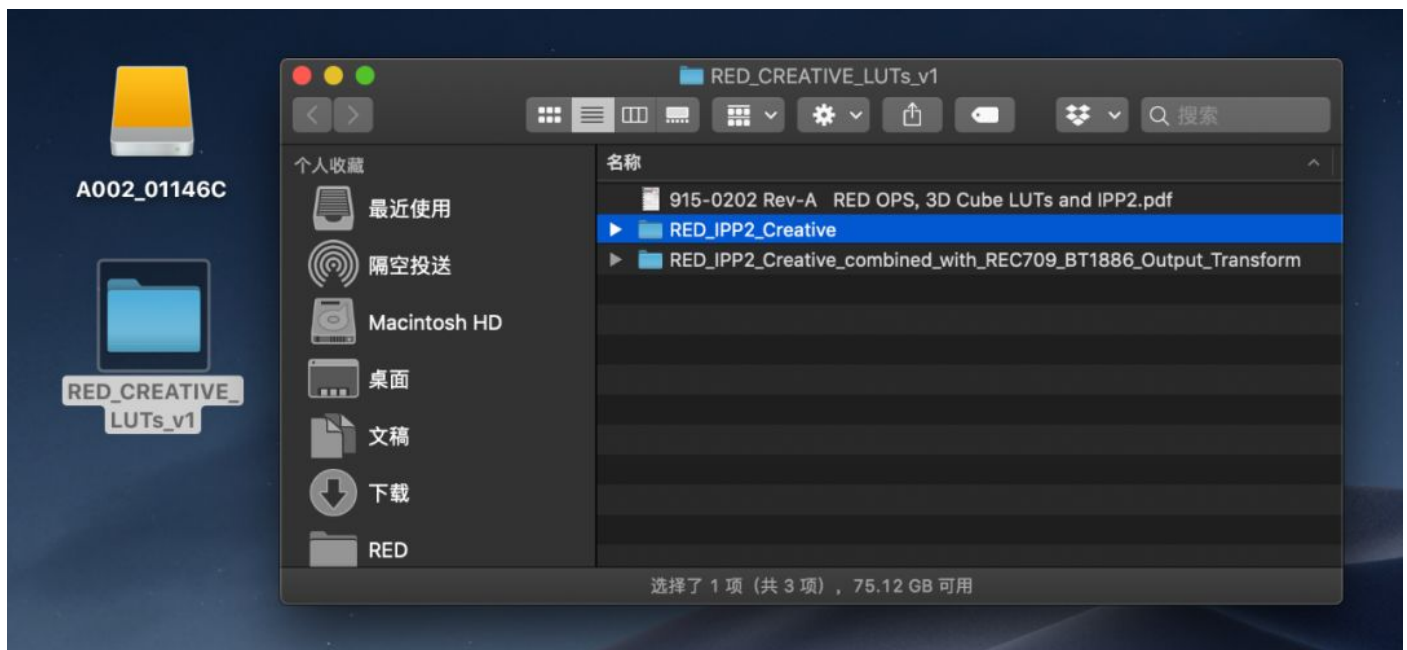 A002_01146C
RED_CREATIVE_
LUTs_v1
RED_CREATIVE_LUTs_v1
搜索
个人收藏
最近使用
隔空投送
Macintosh HD
桌面
文稿
下载
RED
名称
915-0202 Rev-A   RED OPS, 3D Cube LUTs and IPP2.pdf
RED_IPP2_Creative
RED_IPP2_Creative_combined_with_REC709_BT1886_Output_Transform
选择了 1 项（共 3 项），75.12 GB 可用